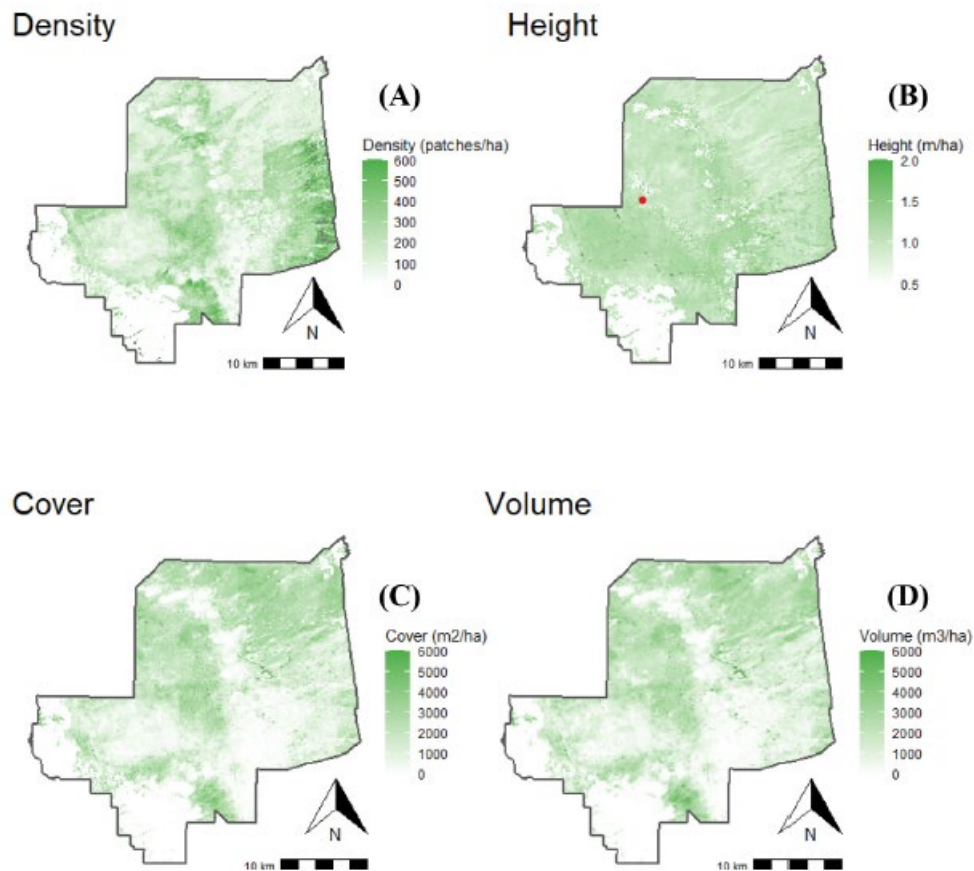 Density
Height
(A)
(B)
Density (patches/ha)
600
500
400
300
200
100
0
Height (m/ha)
2.0
1.5
1.0
0.5
N
10 km
N
10 km
Cover
Volume
(C)
(D)
Cover (m2/ha)
6000
5000
4000
3000
2000
1000
0
Volume (m3/ha)
6000
5000
4000
3000
2000
1000
0
N
10 km
N
10 km